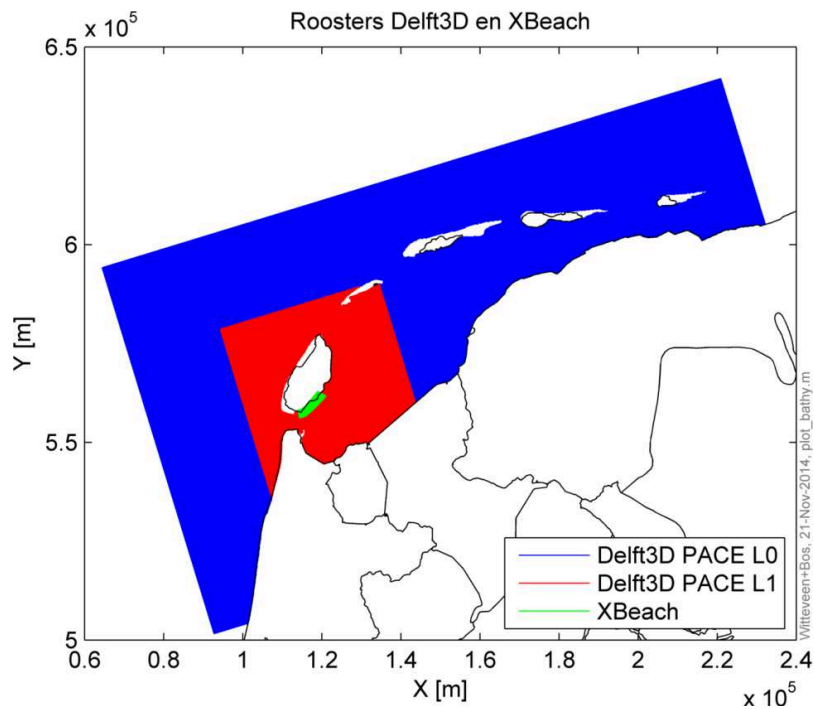 Roosters Delft3D en XBeach
x 10^5
6.5
6
5.5
5
Y [m]
0.6 0.8 1 1.2 1.4 1.6 1.8 2 2.2 2.4
X [m]
x 10^5
Delft3D PACE L0
Delft3D PACE L1
XBeach
Witteveen+Bos, 21-Nov-2014, plot_bathy.m